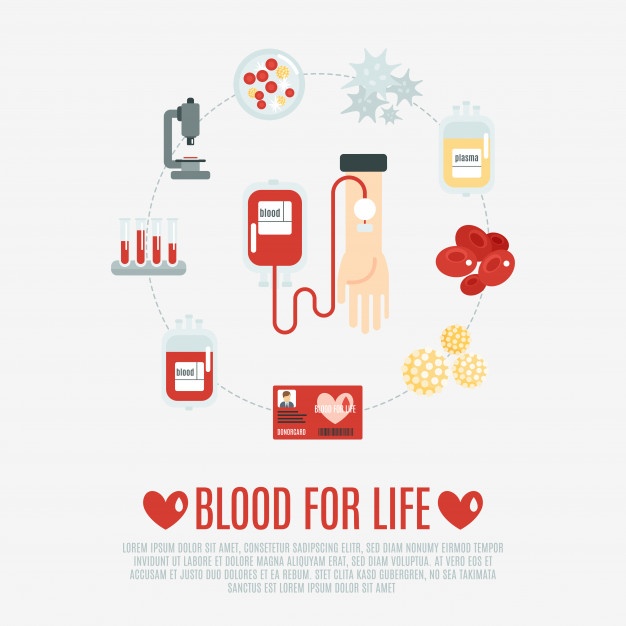 plasma
blood
blood
BLOOD FOR LIFE
DONORCARD
BLOOD FOR LIFE
LOREM IPSUM DOLOR SIT AMET, CONSETETUR SADIPSCING ELITR, SED DIAM
NONUMY EIRMOD TEMPOR INVIDUNT UT LABORE ET DOLORE MAGNA ALIQUYAM
ERAT, SED DIAM VOLUPTUA. AT VERO EOS ET ACCUSAM ET JUSTO DUO DOLORES
ET EA REBUM. STET CLITA KASD GUBERGREN, NO SEA TAKIMATA
SANCTUS EST LOREM IPSUM DOLOR SIT AMET